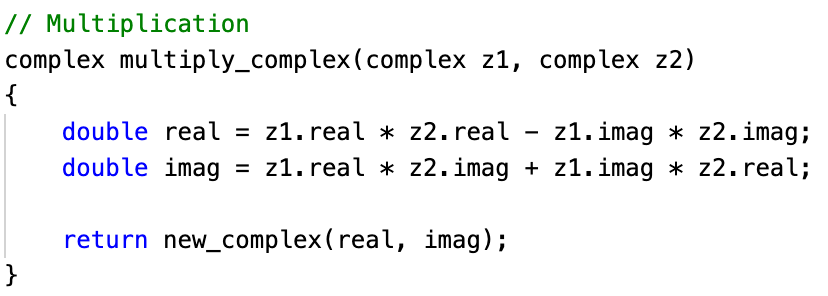 // Multiplication
complex multiply_complex(complex z1, complex z2)
{
    double real = z1.real * z2.real - z1.imag * z2.imag;
    double imag = z1.real * z2.imag + z1.imag * z2.real;

    return new_complex(real, imag);
}